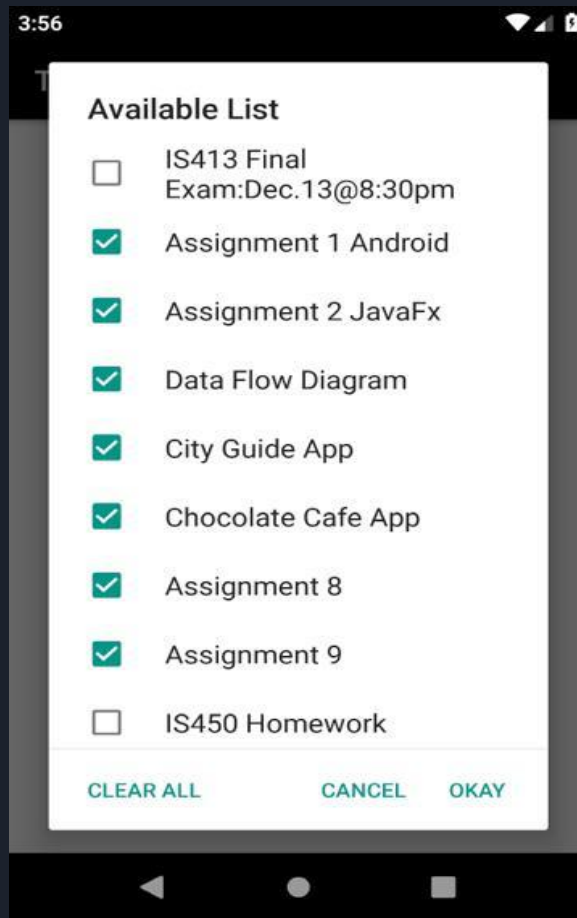 3:56
T
Available List
IS413 Final
Exam:Dec.13@8:30pm
Assignment 1 Android
Assignment 2 JavaFx
Data Flow Diagram
City Guide App
Chocolate Cafe App
Assignment 8
Assignment 9
IS450 Homework
CLEAR ALL CANCEL OKAY